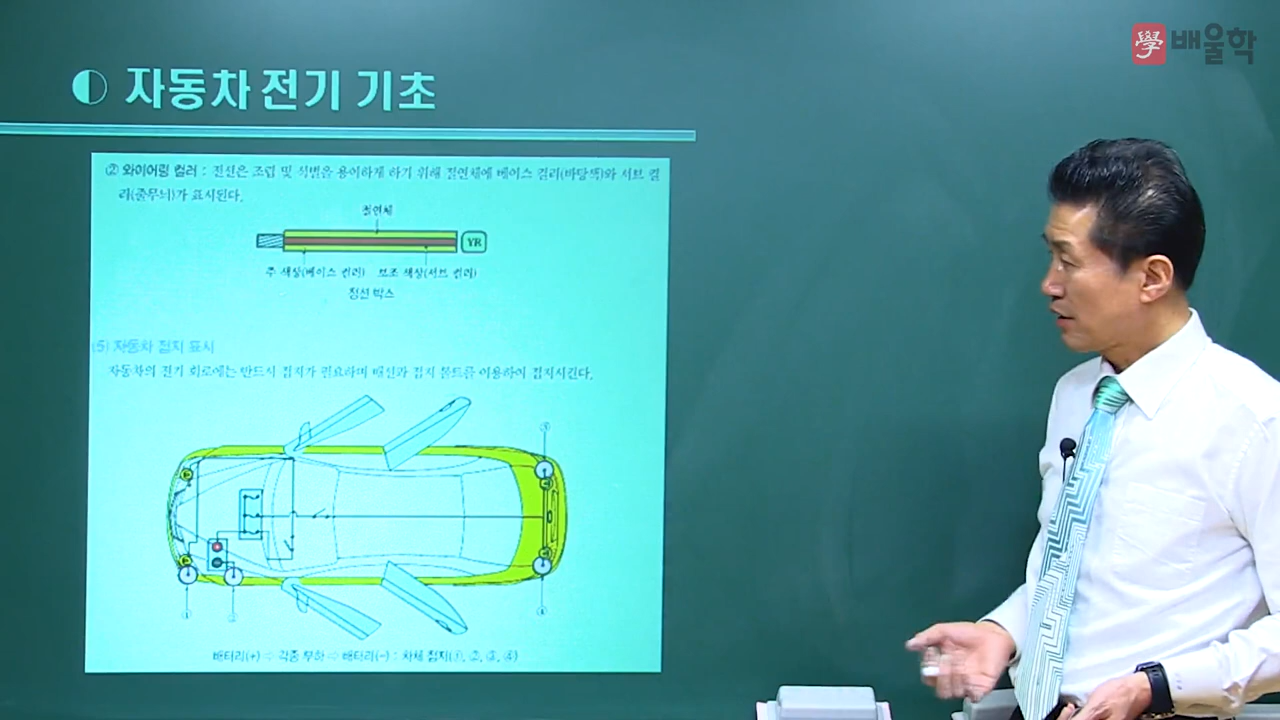 學 배울학
자동차 전기 기초
② 와이어링 컬러 : 전선은 조립 및 식별을 용이하게 하기 위해 절연체에 베이스 컬러(바탕색)와 서브 컬
러(줄무늬)가 표시된다.
절연체
YR
주 색상(베이스 컬러) 보조 색상(서브 컬러)
정션 박스
(5) 자동차 접지 표시
자동차의 전기 회로에는 반드시 접지가 필요하며 배선과 접지 볼트를 이용하여 접지시킨다.
배터리(+) ⇨ 각종 부하 ⇨ 배터리(-) : 차체 접지(①, ②, ③, ④)